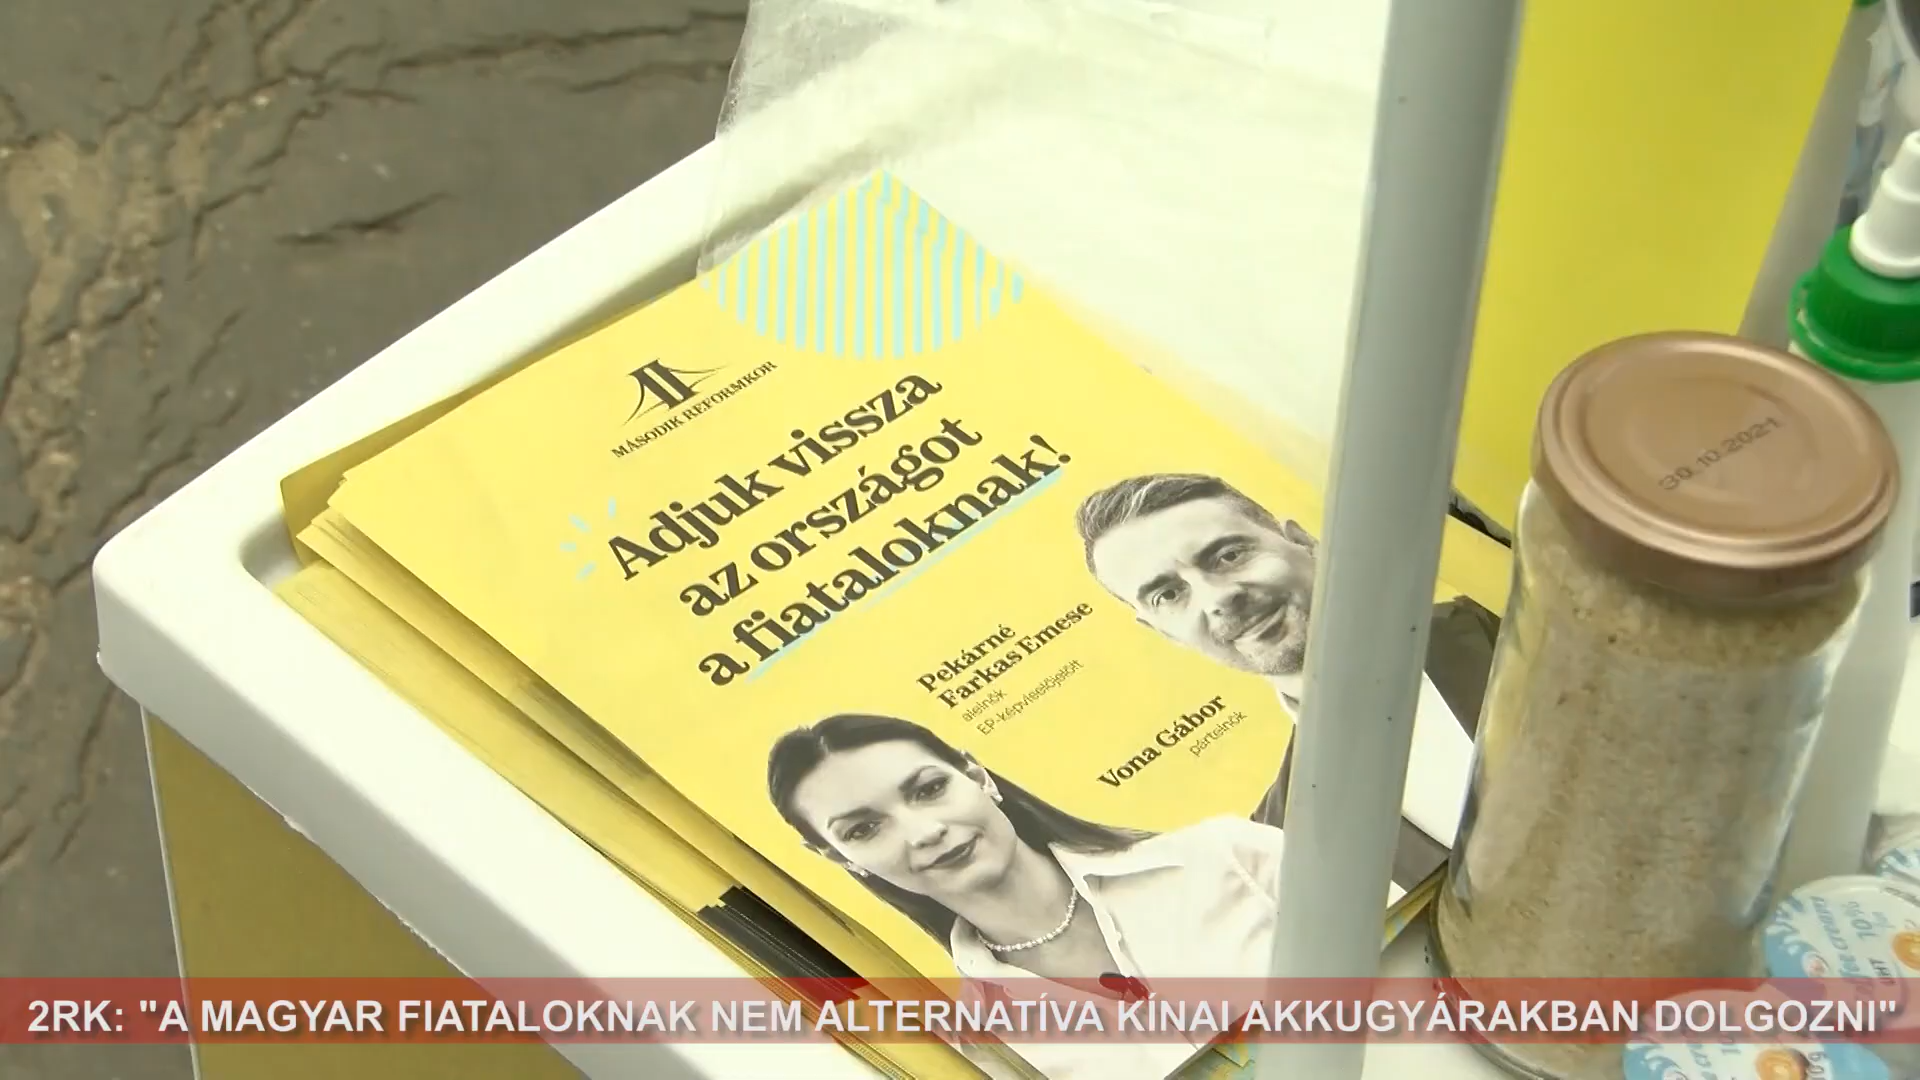 MÁSODIK REFORMKOR
Adjuk vissza
az országot
a fiataloknak!
Pekárné
Farkas Emese
alelnök
EP-képviselőjelölt
Vona Gábor
pártelnök
30.10.2021
10%
2RK: "A MAGYAR FIATALOKNAK NEM ALTERNATÍVA KÍNAI AKKUGYÁRAKBAN DOLGOZNI"